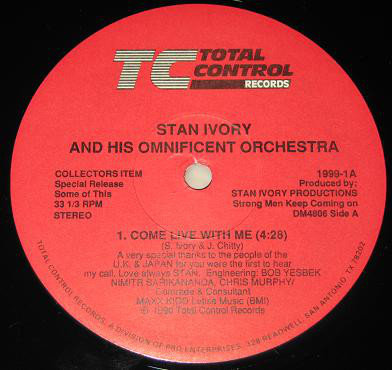 TC TOTAL
CONTROL
RECORDS
STAN IVORY
AND HIS OMNIFICENT ORCHESTRA
COLLECTORS ITEM
Special Release
Some of This
33 1/3 RPM
STEREO
1999-1A
Produced by:
STAN IVORY PRODUCTIONS
Strong Men Keep Coming on
DM4806 Side A
1. COME LIVE WITH ME (4:28)
(S. Ivory & J. Chitty)
A very special thanks to the people of the
U.K. & JAPAN for you were the first to hear
my call. Love always STAN. Engineering: BOB YESBEK
NIMITR SARIKANANDA, CHRIS MURPHY/
Comrade & Consultant
MAXX KIDD Letisa Music (BMI)
1990 Total Control Records
TOTAL CONTROL RECORDS, A DIVISION OF PRO ENTERPRISES, 128 READWELL, SAN ANTONIO, TX 78202